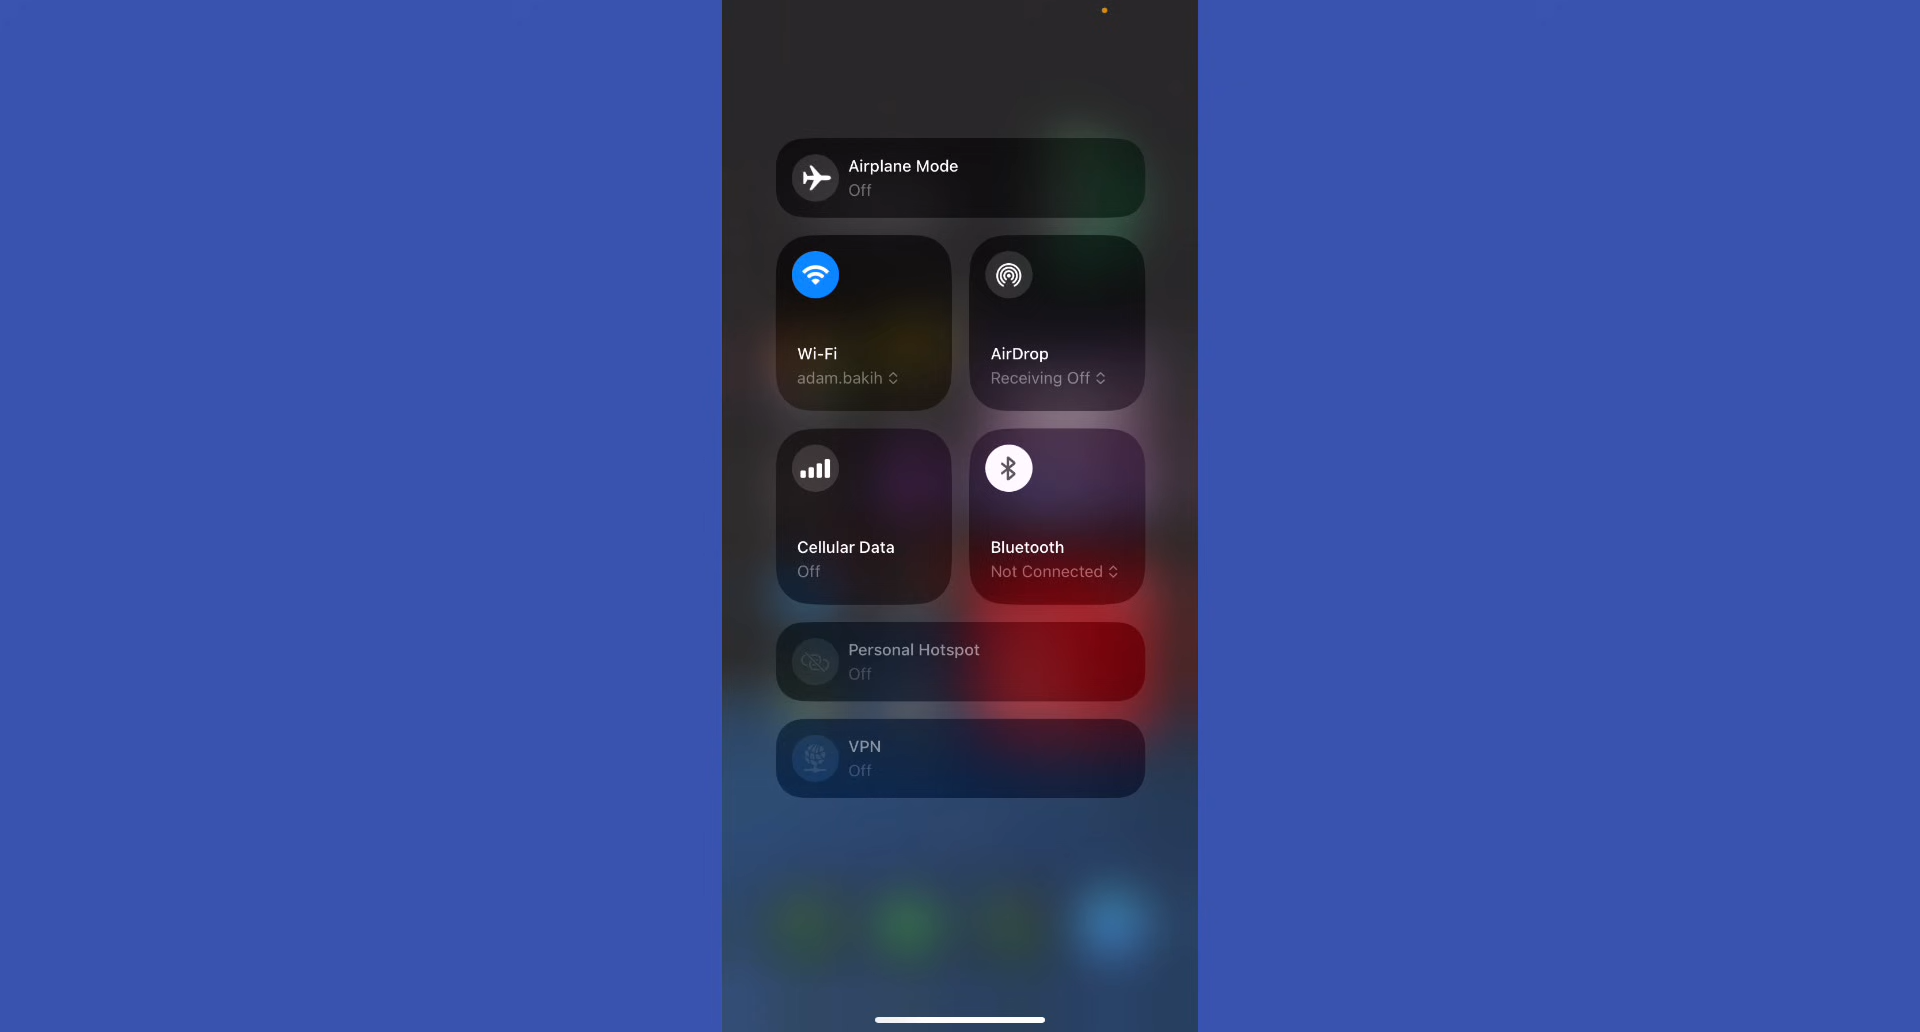 Airplane Mode
Off
Wi-Fi
adam.bakih
AirDrop
Receiving Off
Cellular Data
Off
Bluetooth
Not Connected
Personal Hotspot
Off
VPN
Off